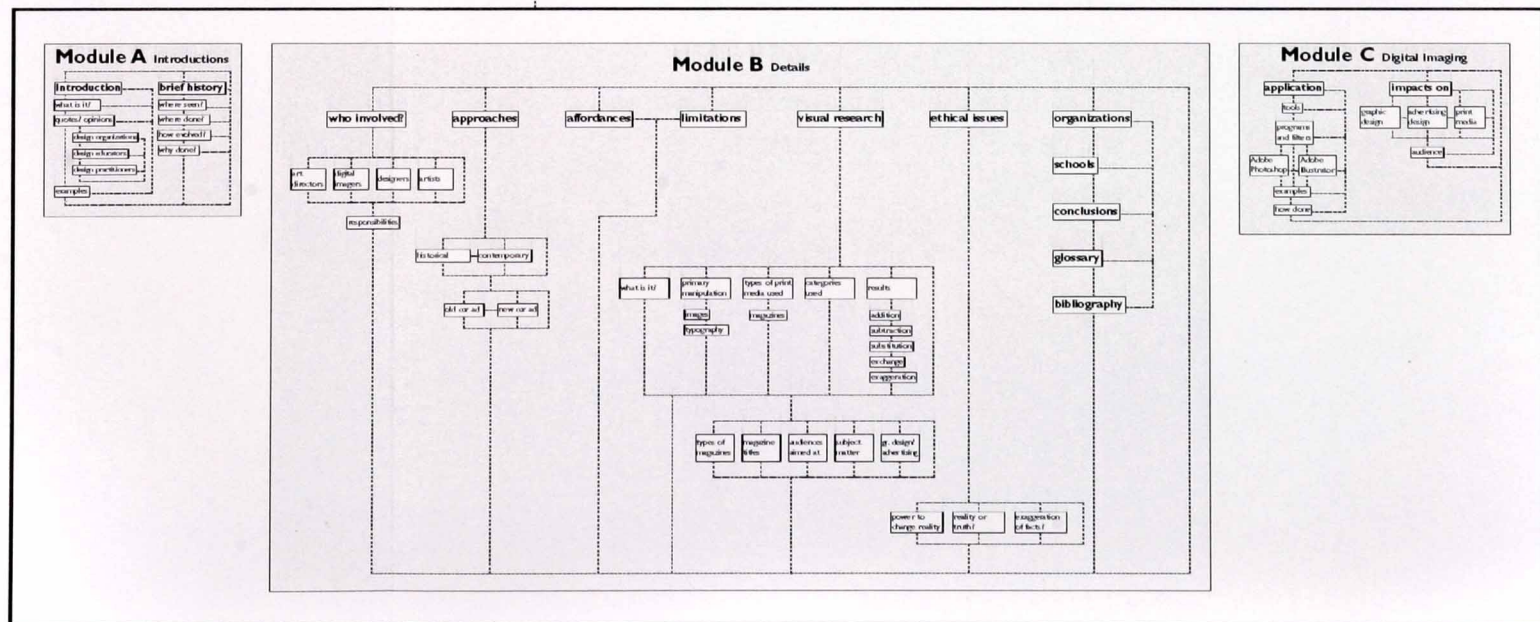 Module A Introductions
Introduction
what is it?
quotes/ opinions
design organizations
design educators
design practitioners
examples
brief history
where seen?
where done?
how evolved?
why done?
Module B Details
who involved?
art
directors
digital
imagers
designers
artists
responsibilities
approaches
historical
contemporary
old car ad
new car ad
affordances
limitations
visual research
what is it?
primary
manipulation
images
typography
types of print
media used
magazines
categories
used
results
addition
subtraction
substitution
exchange
exaggeration
types of
magazines
magazine
titles
audiences
aimed at
subject
matter
gr. design/
advertising
ethical issues
power to
change reality
reality or
truth?
exaggeration
of facts?
organizations
schools
conclusions
glossary
bibliography
Module C Digital Imaging
application
tools
programs
and filters
Adobe
Photoshop
Adobe
Illustrator
examples
how done
impacts on
graphic
design
advertising
design
print
media
audience